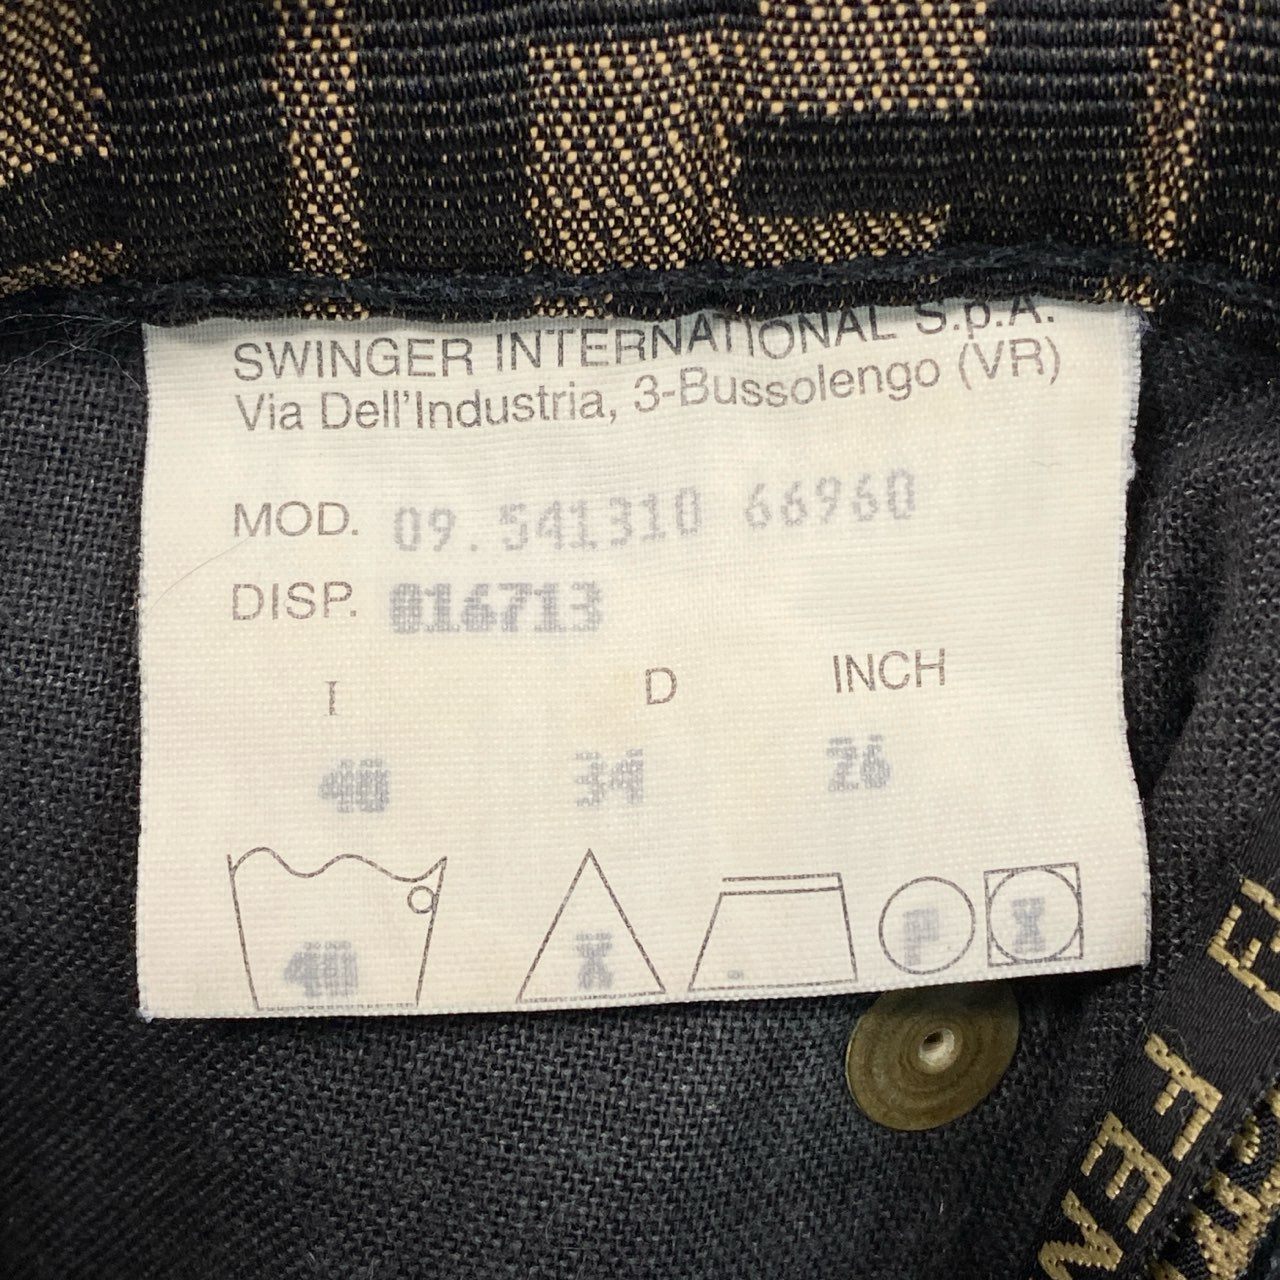 SWINGER INTERNATIONAL S.p.A.
Via Dell'Industria, 3-Bussolengo (VR)
MOD. 09.541310 66960
DISP. 016713
I D INCH
40 34 26
40 X P X
FEN